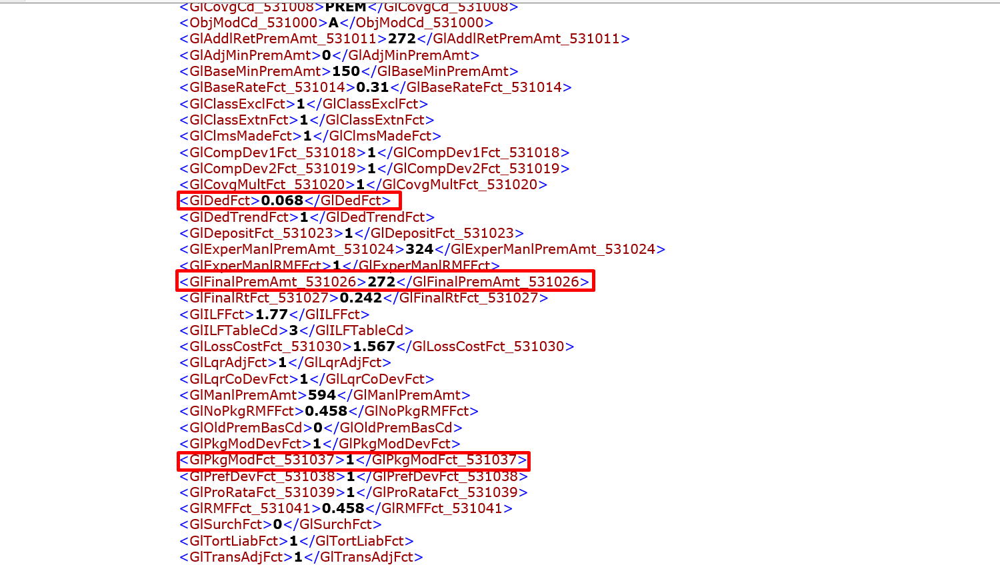 <GlCovgCd_531008>PREM</GlCovgCd_531008>
<ObjModCd_531000>A</ObjModCd_531000>
<GlAddlRetPremAmt_531011>272</GlAddlRetPremAmt_531011>
<GlAdjMinPremAmt>0</GlAdjMinPremAmt>
<GlBaseMinPremAmt>150</GlBaseMinPremAmt>
<GlBaseRateFct_531014>0.31</GlBaseRateFct_531014>
<GlClassExclFct>1</GlClassExclFct>
<GlClassExtnFct>1</GlClassExtnFct>
<GlClmsMadeFct>1</GlClmsMadeFct>
<GlCompDev1Fct_531018>1</GlCompDev1Fct_531018>
<GlCompDev2Fct_531019>1</GlCompDev2Fct_531019>
<GlCovgMultFct_531020>1</GlCovgMultFct_531020>
<GlDedFct>0.068</GlDedFct>
<GlDedTrendFct>1</GlDedTrendFct>
<GlDepositFct_531023>1</GlDepositFct_531023>
<GlExperManlPremAmt_531024>324</GlExperManlPremAmt_531024>
<GlExperManlRMFFct>1</GlExperManlRMFFct>
<GlFinalPremAmt_531026>272</GlFinalPremAmt_531026>
<GlFinalRtFct_531027>0.242</GlFinalRtFct_531027>
<GlILFFct>1.77</GlILFFct>
<GlILFTableCd>3</GlILFTableCd>
<GlLossCostFct_531030>1.567</GlLossCostFct_531030>
<GlLqrAdjFct>1</GlLqrAdjFct>
<GlLqrCoDevFct>1</GlLqrCoDevFct>
<GlManlPremAmt>594</GlManlPremAmt>
<GlNoPkgRMFFct>0.458</GlNoPkgRMFFct>
<GlOldPremBasCd>0</GlOldPremBasCd>
<GlPkgModDevFct>1</GlPkgModDevFct>
<GlPkgModFct_531037>1</GlPkgModFct_531037>
<GlPrefDevFct_531038>1</GlPrefDevFct_531038>
<GlProRataFct_531039>1</GlProRataFct_531039>
<GlRMFFct_531041>0.458</GlRMFFct_531041>
<GlSurchFct>0</GlSurchFct>
<GlTortLiabFct>1</GlTortLiabFct>
<GlTransAdjFct>1</GlTransAdjFct>